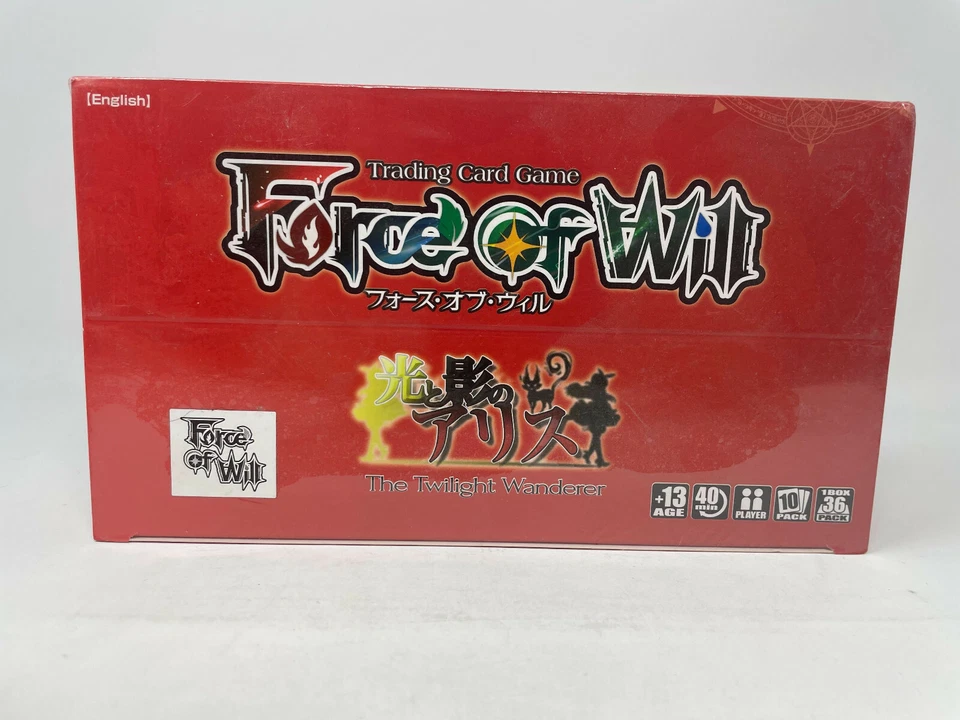 【English】
Trading Card Game
Force Of Will
フォース・オブ・ウィル
光と影の
アリス
The Twilight Wanderer
Force
of Will
+13
AGE
40
min
PLAYER
10
PACK
1BOX
36
PACK